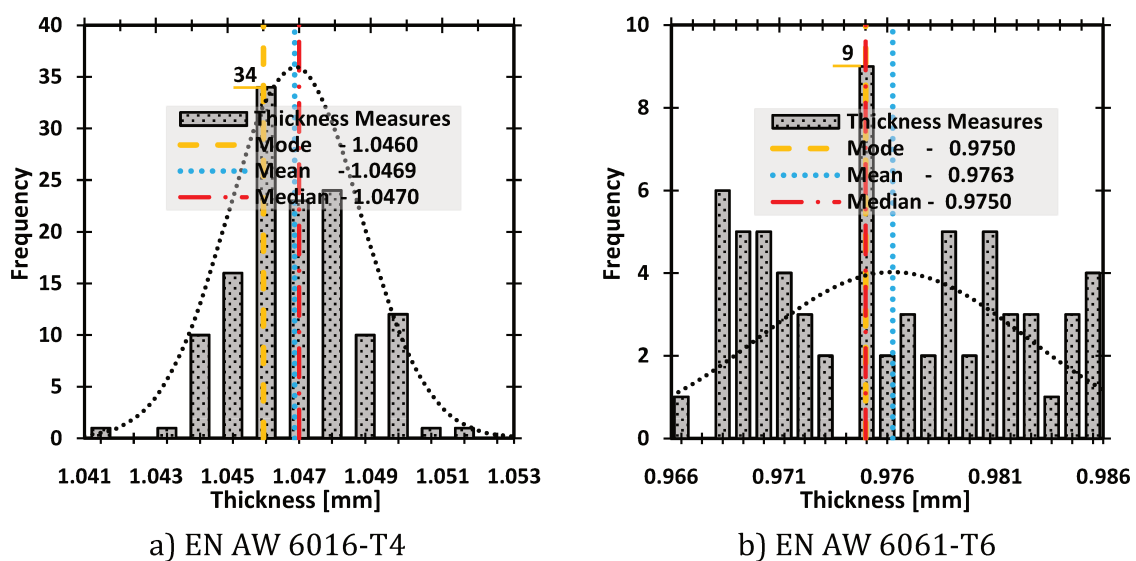 40
35
30
25
20
15
10
5
0
Frequency
34
Thickness Measures
Mode - 1.0460
Mean - 1.0469
Median - 1.0470
1.041 1.043 1.045 1.047 1.049 1.051 1.053
Thickness [mm]
a) EN AW 6016-T4
10
8
6
4
2
0
Frequency
9
Thickness Measures
Mode - 0.9750
Mean - 0.9763
Median - 0.9750
0.966 0.971 0.976 0.981 0.986
Thickness [mm]
b) EN AW 6061-T6